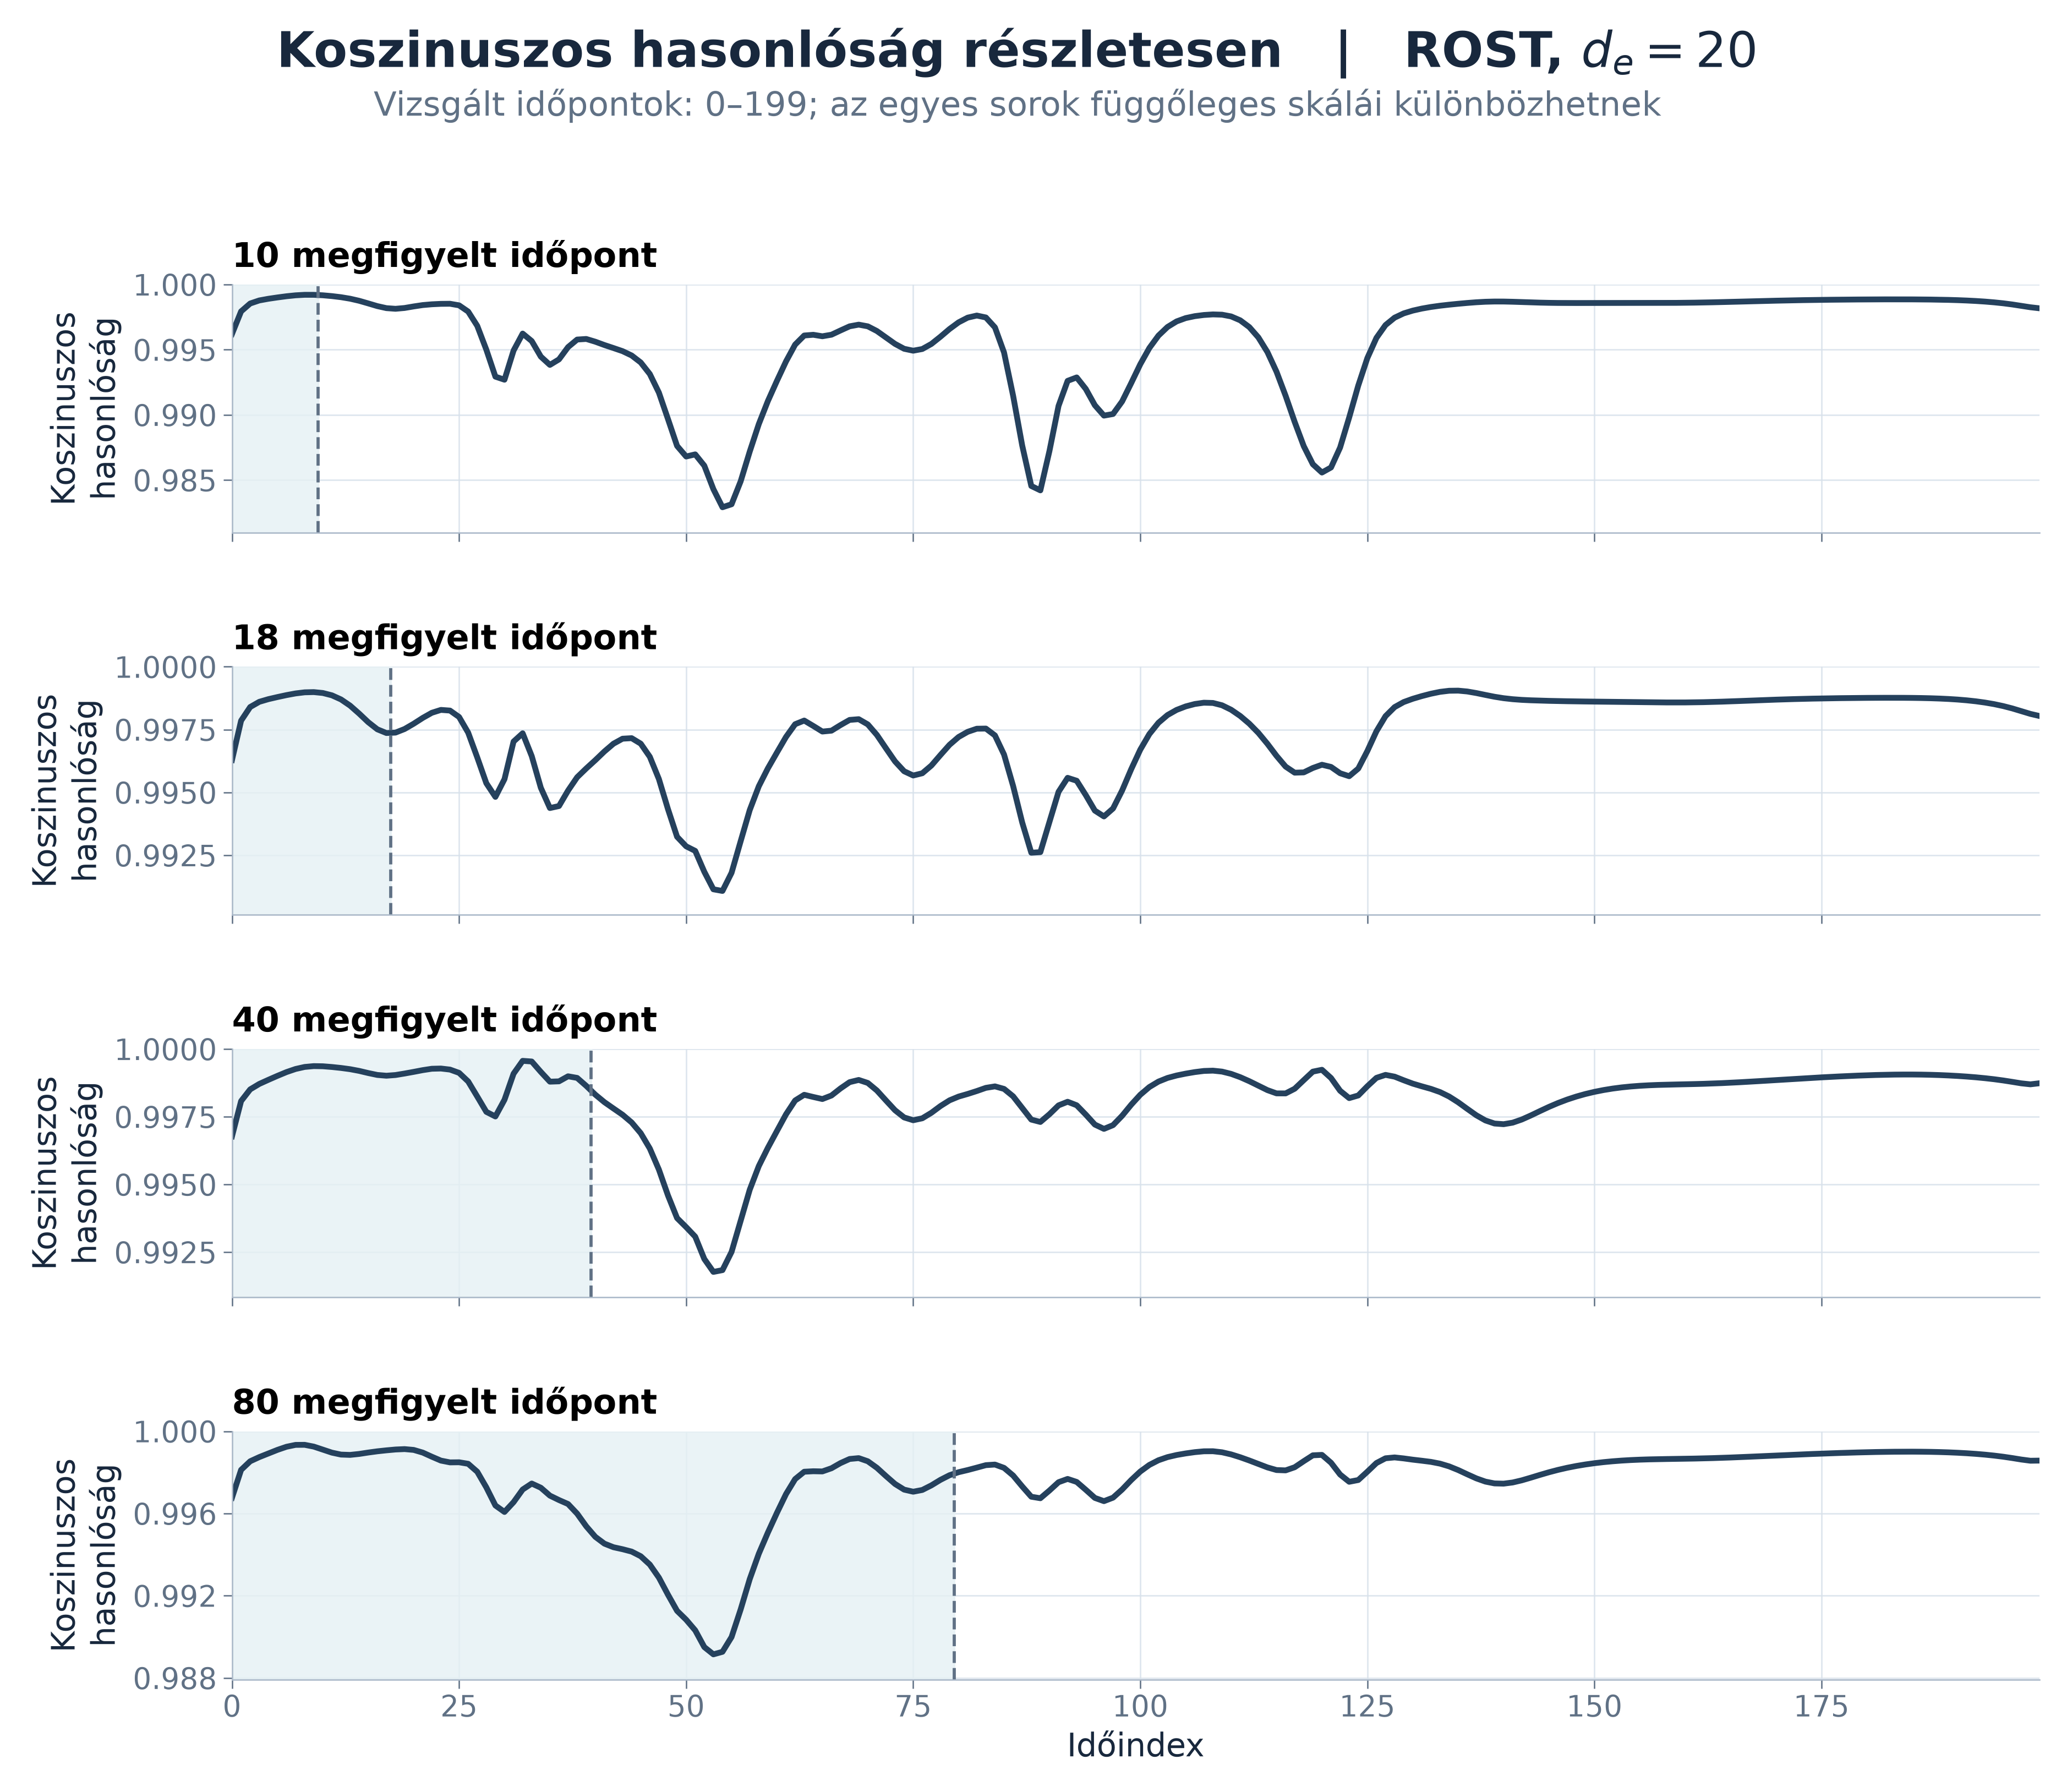 Koszinuszos hasonlóság részletesen | ROST, dₑ = 20
Vizsgált időpontok: 0–199; az egyes sorok függőleges skálái különbözhetnek
10 megfigyelt időpont
Koszinuszos
hasonlóság
1.000
0.995
0.990
0.985
18 megfigyelt időpont
Koszinuszos
hasonlóság
1.0000
0.9975
0.9950
0.9925
40 megfigyelt időpont
Koszinuszos
hasonlóság
1.0000
0.9975
0.9950
0.9925
80 megfigyelt időpont
Koszinuszos
hasonlóság
1.000
0.996
0.992
0.988
0 25 50 75 100 125 150 175
Időindex